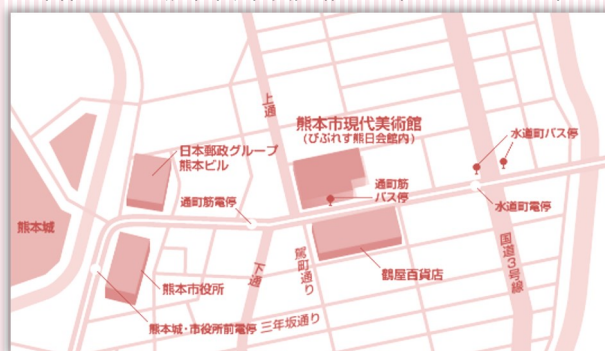 上通
熊本市現代美術館
(びぷれす熊日会館内)
水道町バス停
日本郵政グループ
熊本ビル
通町筋電停
通町筋
バス停
水道町電停
熊本城
国道3号線
駕町通り
鶴屋百貨店
下通
熊本市役所
熊本城・市役所前電停
三年坂通り